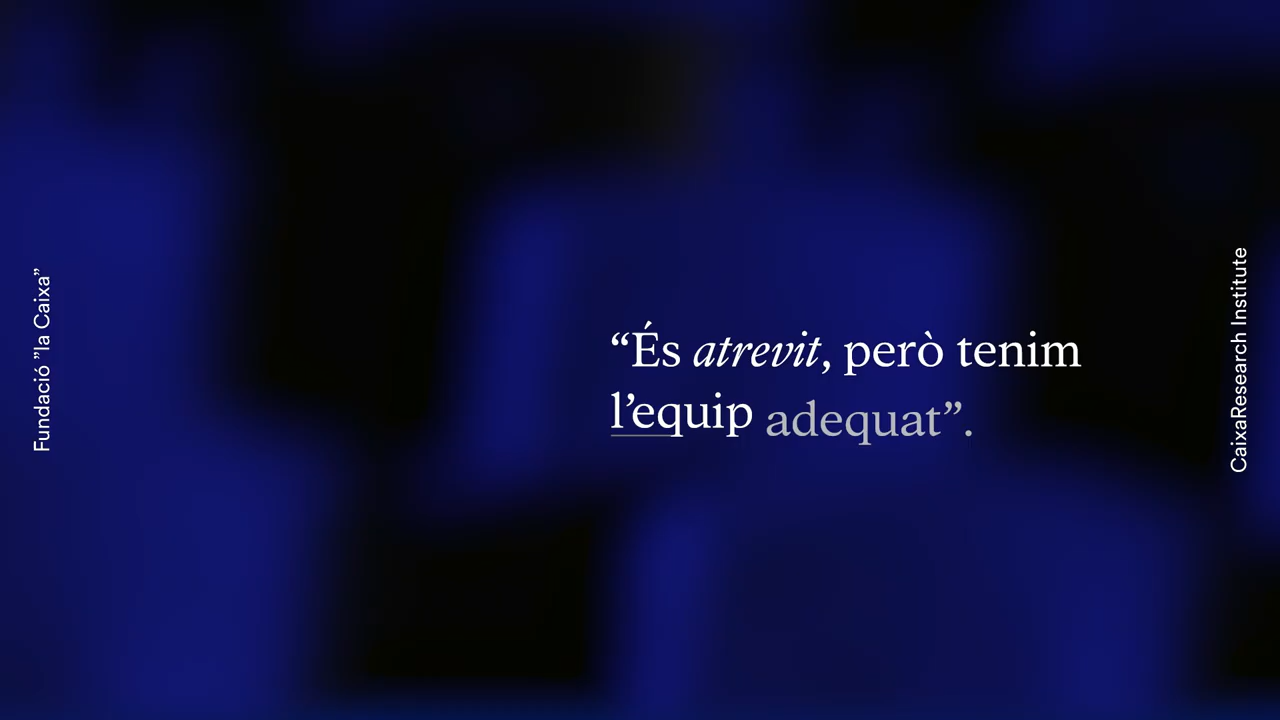 Fundació ”la Caixa”
“És atrevit, però tenim
l’equip adequat”.
CaixaResearch Institute